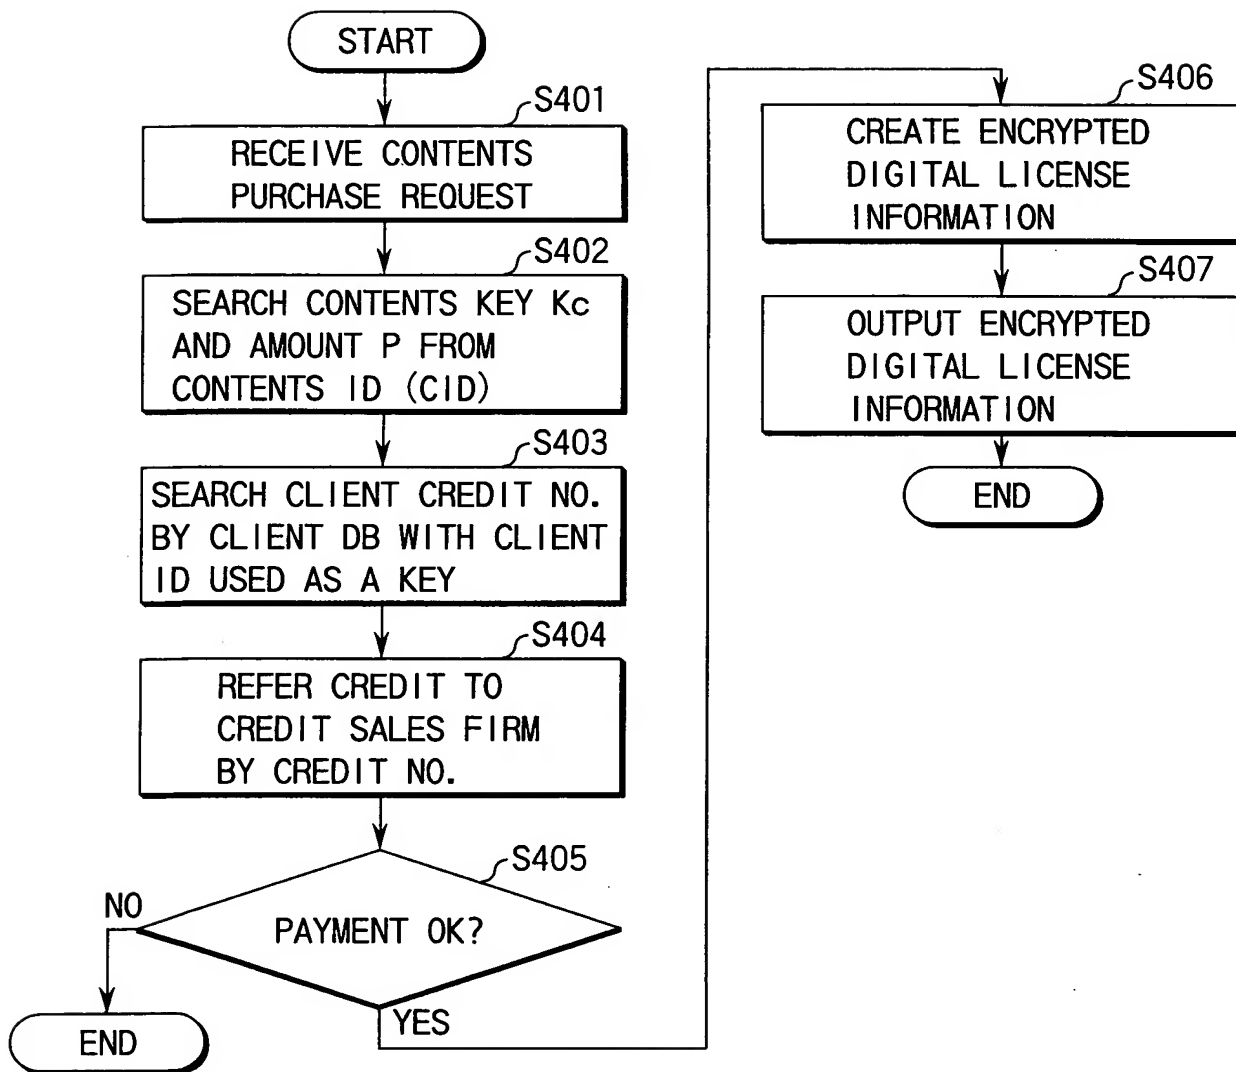 START
S401
RECEIVE CONTENTS
PURCHASE REQUEST
S402
SEARCH CONTENTS KEY Kc
AND AMOUNT P FROM
CONTENTS ID (CID)
S403
SEARCH CLIENT CREDIT NO.
BY CLIENT DB WITH CLIENT
ID USED AS A KEY
S404
REFER CREDIT TO
CREDIT SALES FIRM
BY CREDIT NO.
S405
PAYMENT OK?
NO
END
YES
S406
CREATE ENCRYPTED
DIGITAL LICENSE
INFORMATION
S407
OUTPUT ENCRYPTED
DIGITAL LICENSE
INFORMATION
END